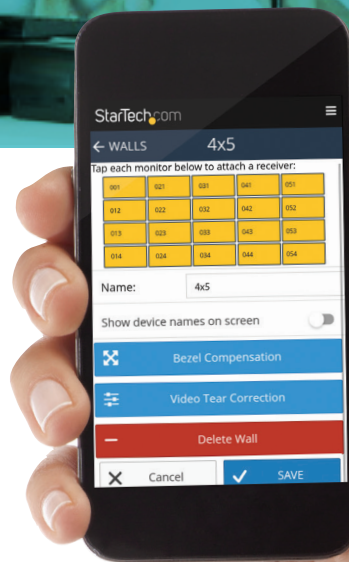 StarTech.com
WALLS 4x5
Tap each monitor below to attach a receiver:
001 021 031 041 051
012 022 032 042 052
013 023 033 043 053
014 024 034 044 054
Name: 4x5
Show device names on screen
Bezel Compensation
Video Tear Correction
Delete Wall
Cancel SAVE